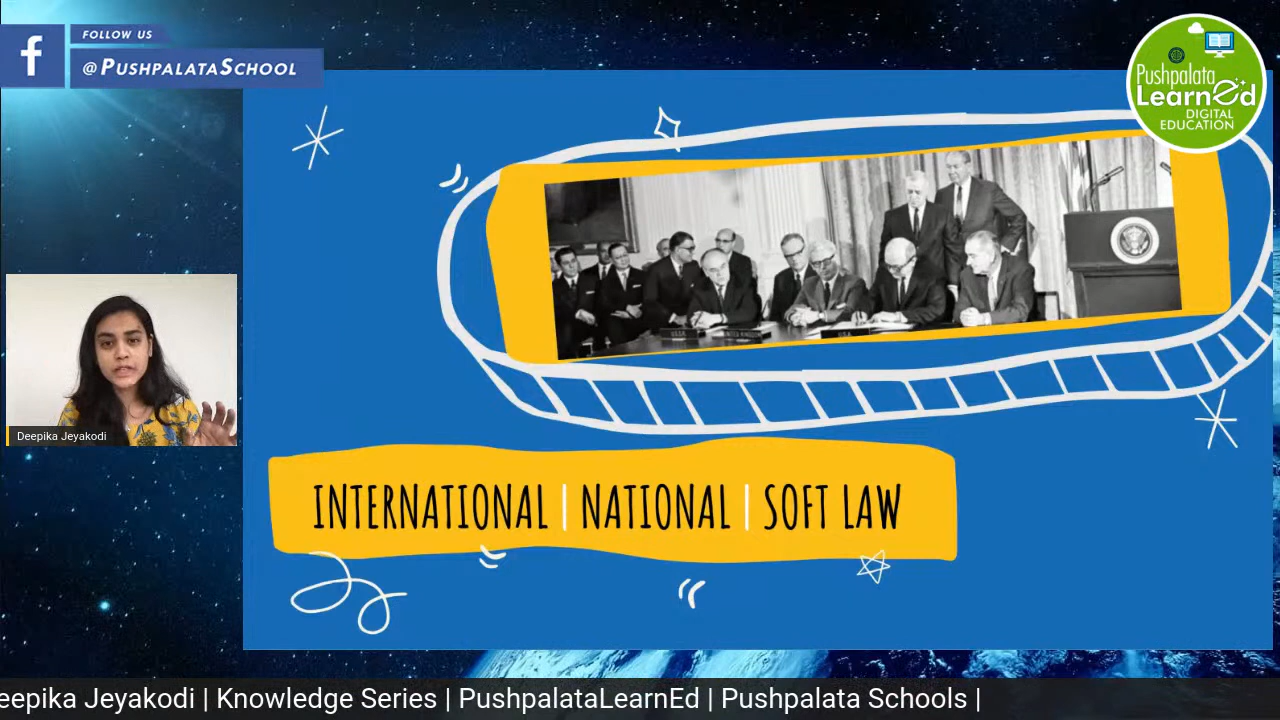 FOLLOW US
@PUSHPALATASCHOOL
Pushpalata
LearnEd
DIGITAL
EDUCATION
Deepika Jeyakodi
INTERNATIONAL | NATIONAL | SOFT LAW
eepika Jeyakodi | Knowledge Series | PushpalataLearnEd | Pushpalata Schools |